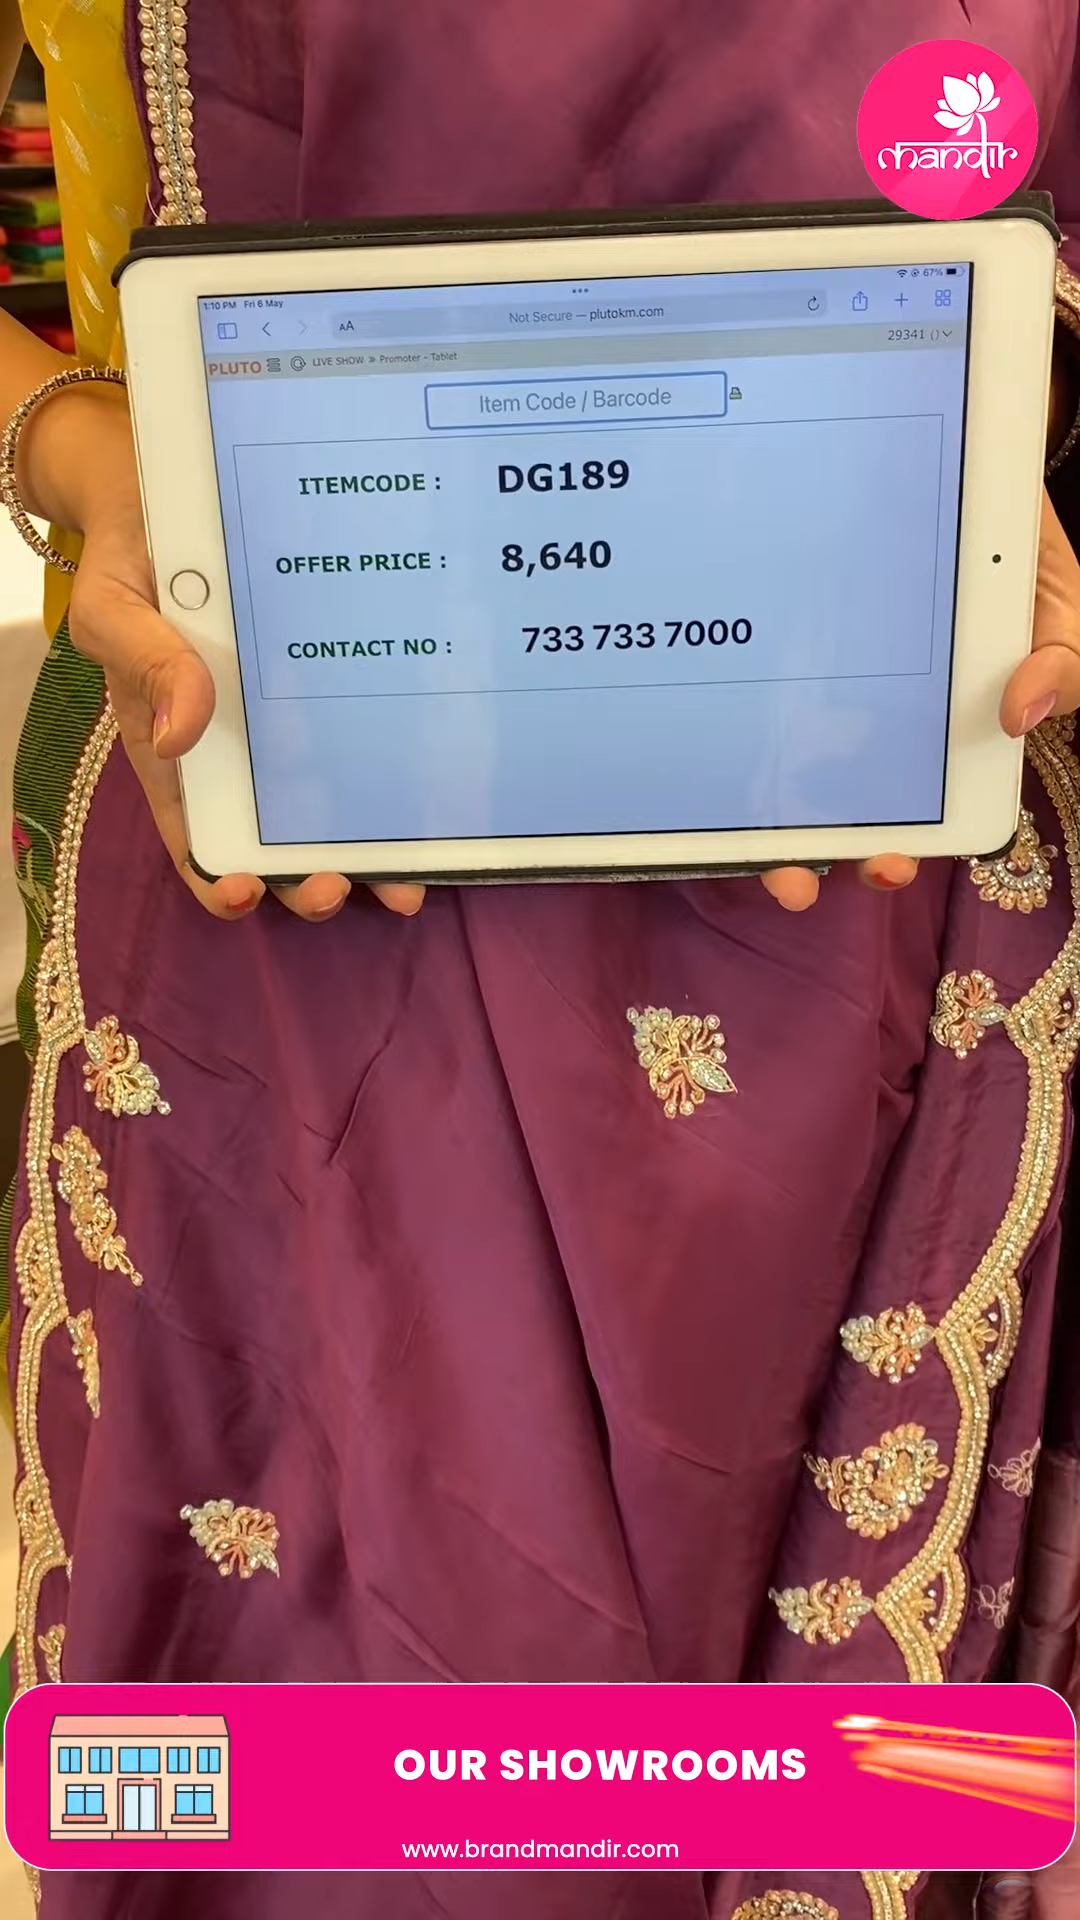 mandir
1:10 PM Fri 6 May
67%
AA
Not Secure — plutokm.com
29341 ()
PLUTO
LIVE SHOW » Promoter - Tablet
Item Code / Barcode
ITEMCODE : DG189
OFFER PRICE : 8,640
CONTACT NO : 733 733 7000
OUR SHOWROOMS
www.brandmandir.com